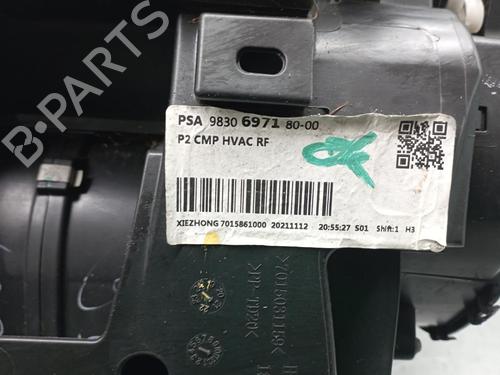 PSA 9830 6971 80-00
P2 CMP HVAC RF
XIEZHONG 7015861000 20211112 20:55:27 S01 Shift:1 H3
B-PARTS